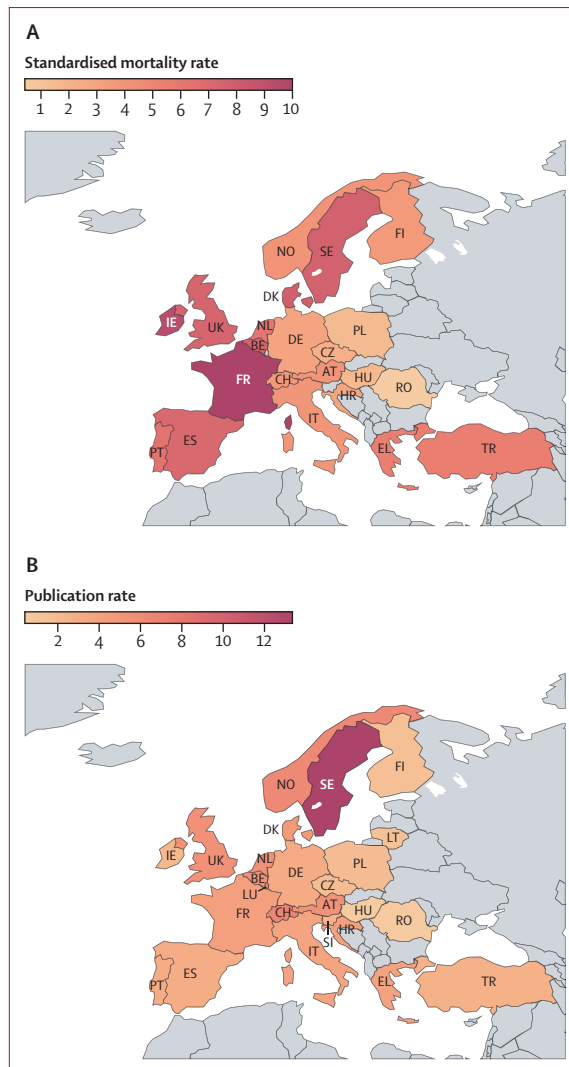 A
Standardised mortality rate
1 2 3 4 5 6 7 8 9 10
NO SE FI
DK
IE UK NL BE DE PL
CZ
FR CH AT HU RO
HR
IT
PT ES EL TR
B
Publication rate
2 4 6 8 10 12
NO SE FI
DK LT
IE UK NL BE DE PL
LU CZ
FR CH AT HU RO
HR
SI
IT
PT ES EL TR